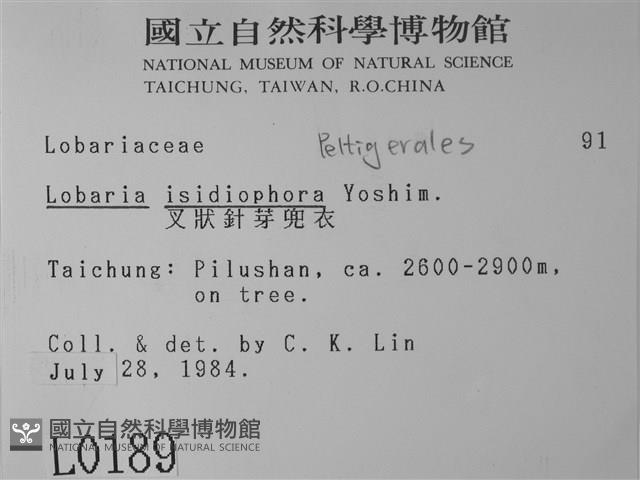 國立自然科學博物館
NATIONAL MUSEUM OF NATURAL SCIENCE
TAICHUNG, TAIWAN, R.O.CHINA
Lobariaceae Peltigerales 91
Lobaria isidiophora Yoshim.
叉狀針芽兜衣
Taichung: Pilushan, ca. 2600-2900m,
on tree.
Coll. & det. by C. K. Lin
July 28, 1984.
國立自然科學博物館
NATIONAL MUSEUM OF NATURAL SCIENCE
L0189